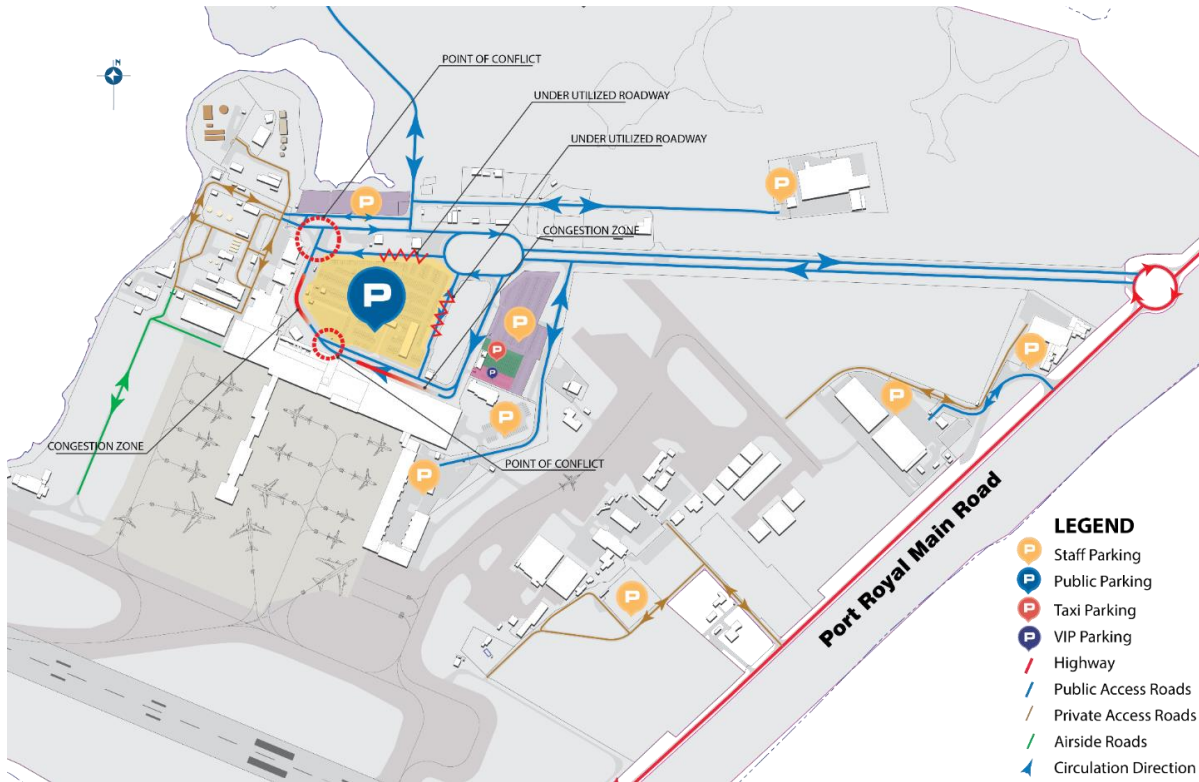 N
POINT OF CONFLICT
UNDER UTILIZED ROADWAY
UNDER UTILIZED ROADWAY
P
P
CONGESTION ZONE
P
P
P
P
P
P
P
CONGESTION ZONE
POINT OF CONFLICT
P
P
Port Royal Main Road
LEGEND
P Staff Parking
P Public Parking
P Taxi Parking
P VIP Parking
Highway
Public Access Roads
Private Access Roads
Airside Roads
Circulation Direction